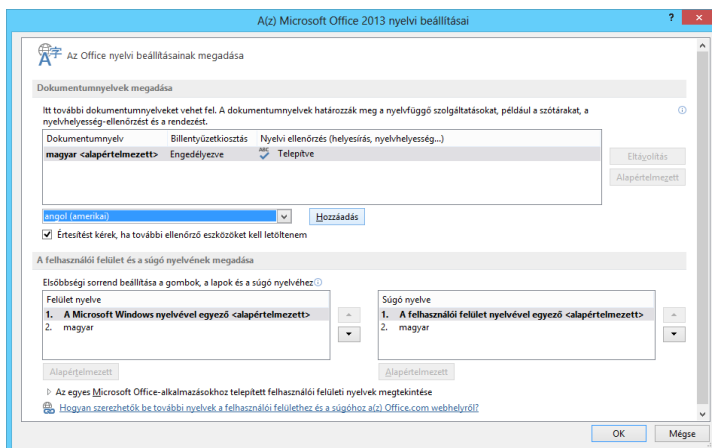 A(z) Microsoft Office 2013 nyelvi beállításai
Az Office nyelvi beállításainak megadása
Dokumentumnyelvek megadása
Itt további dokumentumnyelveket vehet fel. A dokumentumnyelvek határozzák meg a nyelvfüggő szolgáltatásokat, például a szótárakat, a
nyelvhelyesség-ellenőrzést és a rendezést.
Dokumentumnyelv Billentyűzetkiosztás Nyelvi ellenőrzés (helyesírás, nyelvhelyesség...)
magyar <alapértelmezett> Engedélyezve Telepítve
Eltávolítás
Alapértelmezett
angol (amerikai) Hozzáadás
Értesítést kérek, ha további ellenőrző eszközöket kell letöltenem
A felhasználói felület és a súgó nyelvének megadása
Elsőbbségi sorrend beállítása a gombok, a lapok és a súgó nyelvéhez
Felület nyelve
1. A Microsoft Windows nyelvével egyező <alapértelmezett>
2. magyar
Alapértelmezett
Súgó nyelve
1. A felhasználói felület nyelvével egyező <alapértelmezett>
2. magyar
Alapértelmezett
Az egyes Microsoft Office-alkalmazásokhoz telepített felhasználói felületi nyelvek megtekintése
Hogyan szerezhetők be további nyelvek a felhasználói felülethez és a súgóhoz a(z) Office.com webhelyről?
OK Mégse